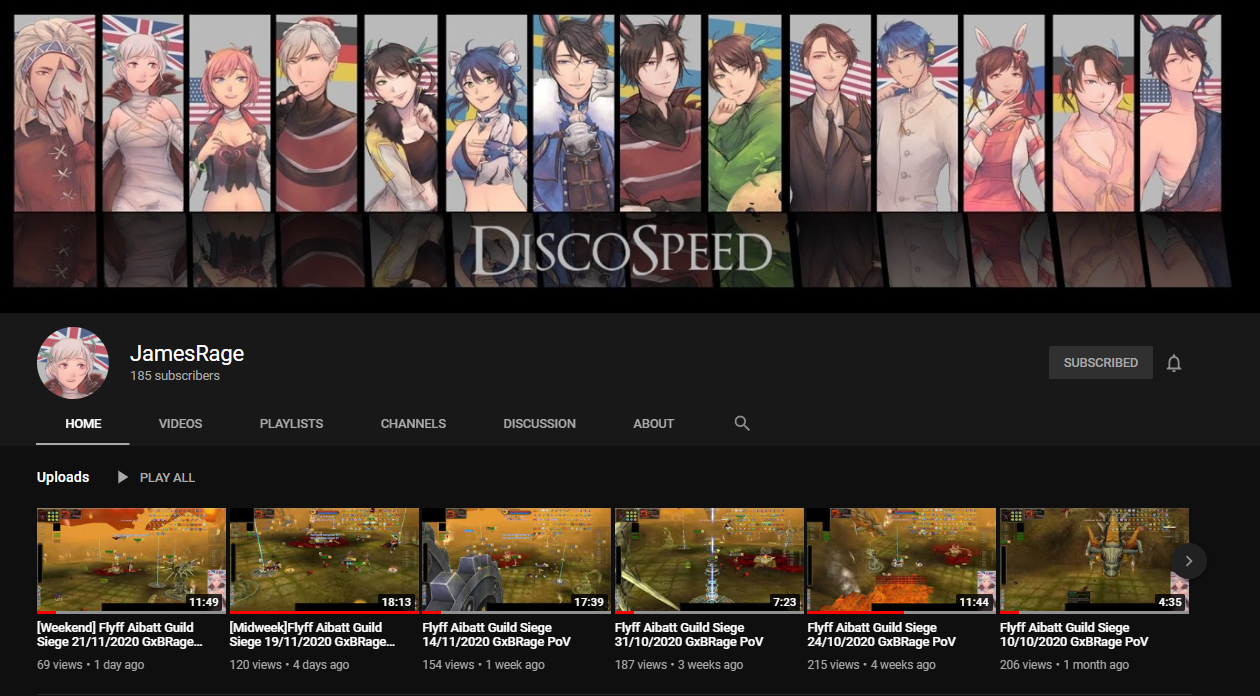 DISCOSPEED
JamesRage
185 subscribers
SUBSCRIBED
HOME VIDEOS PLAYLISTS CHANNELS DISCUSSION ABOUT
Uploads PLAY ALL
11:49 18:13 17:39 7:23 11:44 4:35
[Weekend] Flyff Aibatt Guild
Siege 21/11/2020 GxBRage...
69 views • 1 day ago
[Midweek]Flyff Aibatt Guild
Siege 19/11/2020 GxBRage...
120 views • 4 days ago
Flyff Aibatt Guild Siege
14/11/2020 GxBRage PoV
154 views • 1 week ago
Flyff Aibatt Guild Siege
31/10/2020 GxBRage PoV
187 views • 3 weeks ago
Flyff Aibatt Guild Siege
24/10/2020 GxBRage PoV
215 views • 4 weeks ago
Flyff Aibatt Guild Siege
10/10/2020 GxBRage PoV
206 views • 1 month ago